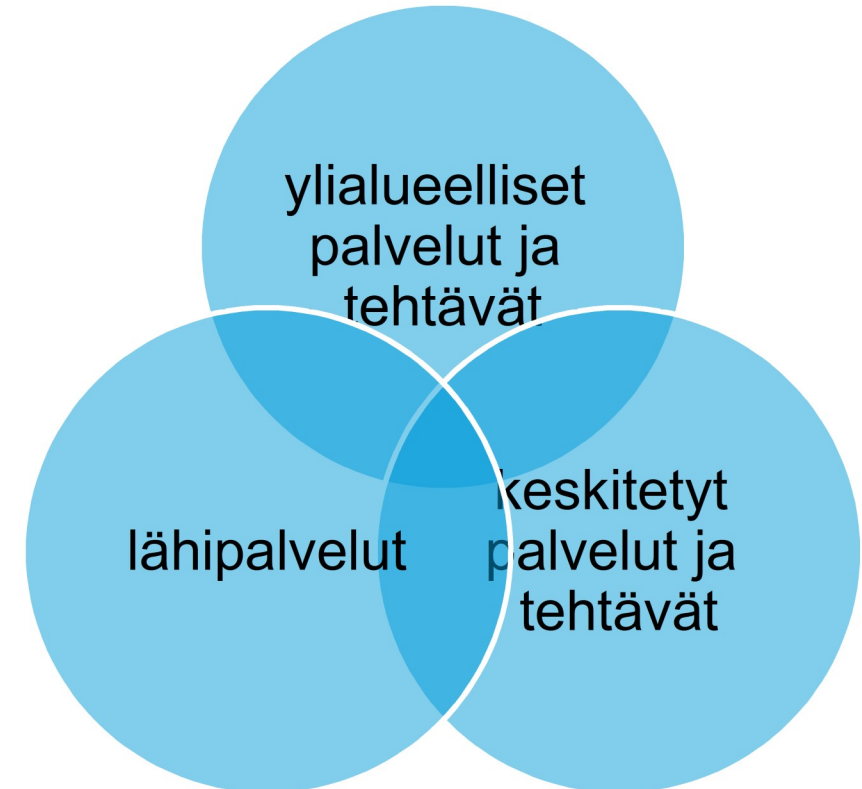 ylialueelliset
palvelut ja
tehtävät
lähipalvelut
keskitetyt
palvelut ja
tehtävät